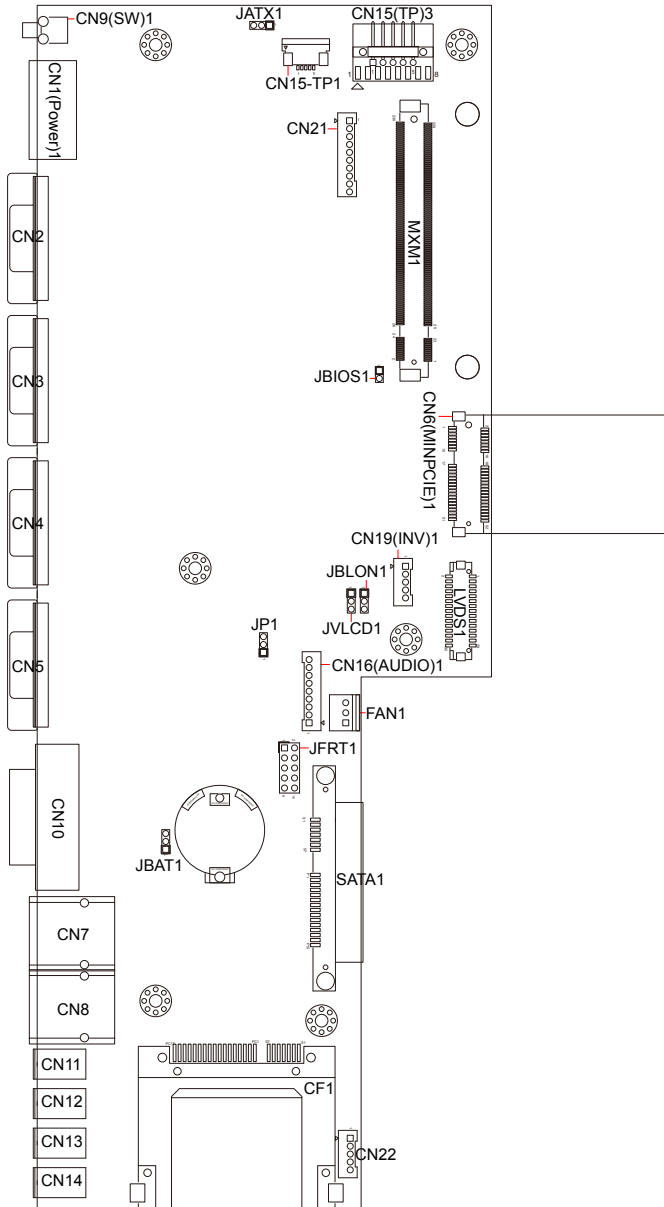 CN9(SW)1
JATX1
CN15(TP)3
CN15-TP1
1
8
CN1(Power)1
CN21
MXM1
CN2
CN3
JBIOS1
CN6(MINPCIE)1
CN4
CN19(INV)1
JBLON1
LVDS1
JVLCD1
JP1
CN5
CN16(AUDIO)1
FAN1
JFRT1
CN10
JBAT1
SATA1
CN7
CN8
CN11
CF1
CN12
CN13
CN22
CN14